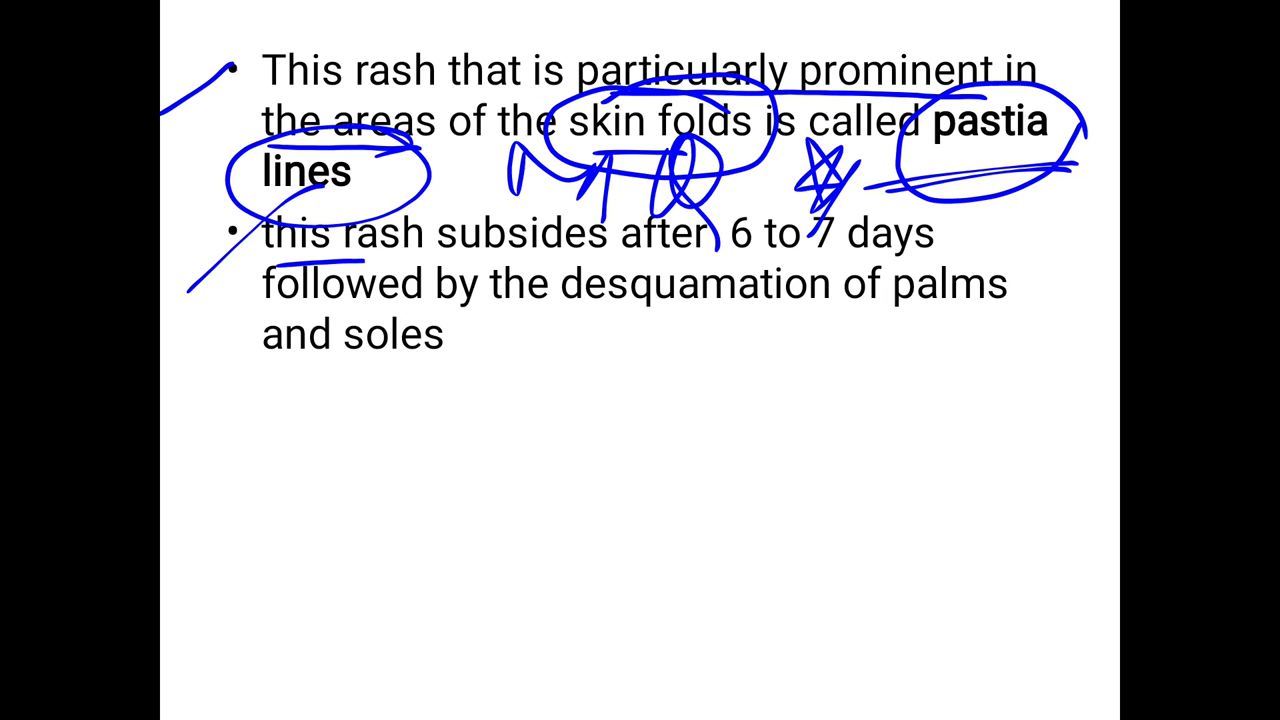 • This rash that is particularly prominent in
the areas of the skin folds is called pastia
lines
• this rash subsides after 6 to 7 days
followed by the desquamation of palms
and soles